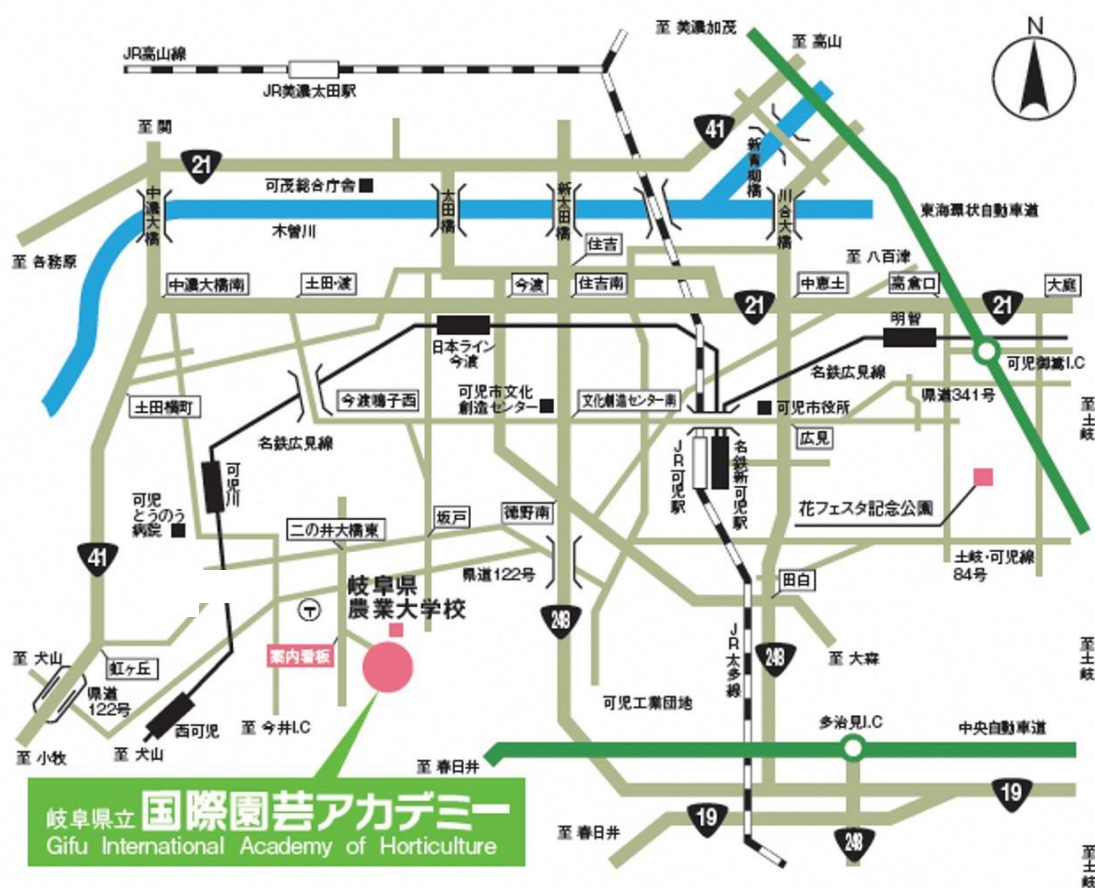 N
至 美濃加茂
至 高山
JR高山線
JR美濃太田駅
至 関
21
41
可茂総合庁舎
新青柳橋
中濃大橋
太田橋
新太田橋
川合大橋
木曽川
東海環状自動車道
至 各務原
住吉
至 八百津
中濃大橋南
土田・渡
今渡
住吉南
中恵土
高倉口
大庭
21
21
明智
日本ライン
今渡
可児御嵩I.C
名鉄広見線
県道341号
土田横町
今渡鳴子西
可児市文化
創造センター
文化創造センター南
可児市役所
至 土岐
名鉄広見線
広見
JR可児駅
名鉄新可児駅
可児川
可児
とうのう
病院
花フェスタ記念公園
二の井大橋東
坂戸
徳野南
41
県道122号
土岐・可児線
84号
岐阜県
農業大学校
田白
248
248
至 大森
至 土岐
案内看板
JR太多線
至 犬山
虹ヶ丘
県道
122号
西可児
至 今井I.C
可児工業団地
多治見I.C
中央自動車道
至 小牧
至 犬山
至 春日井
岐阜県立 国際園芸アカデミー
Gifu International Academy of Horticulture
19
19
至 春日井
248
至 土岐